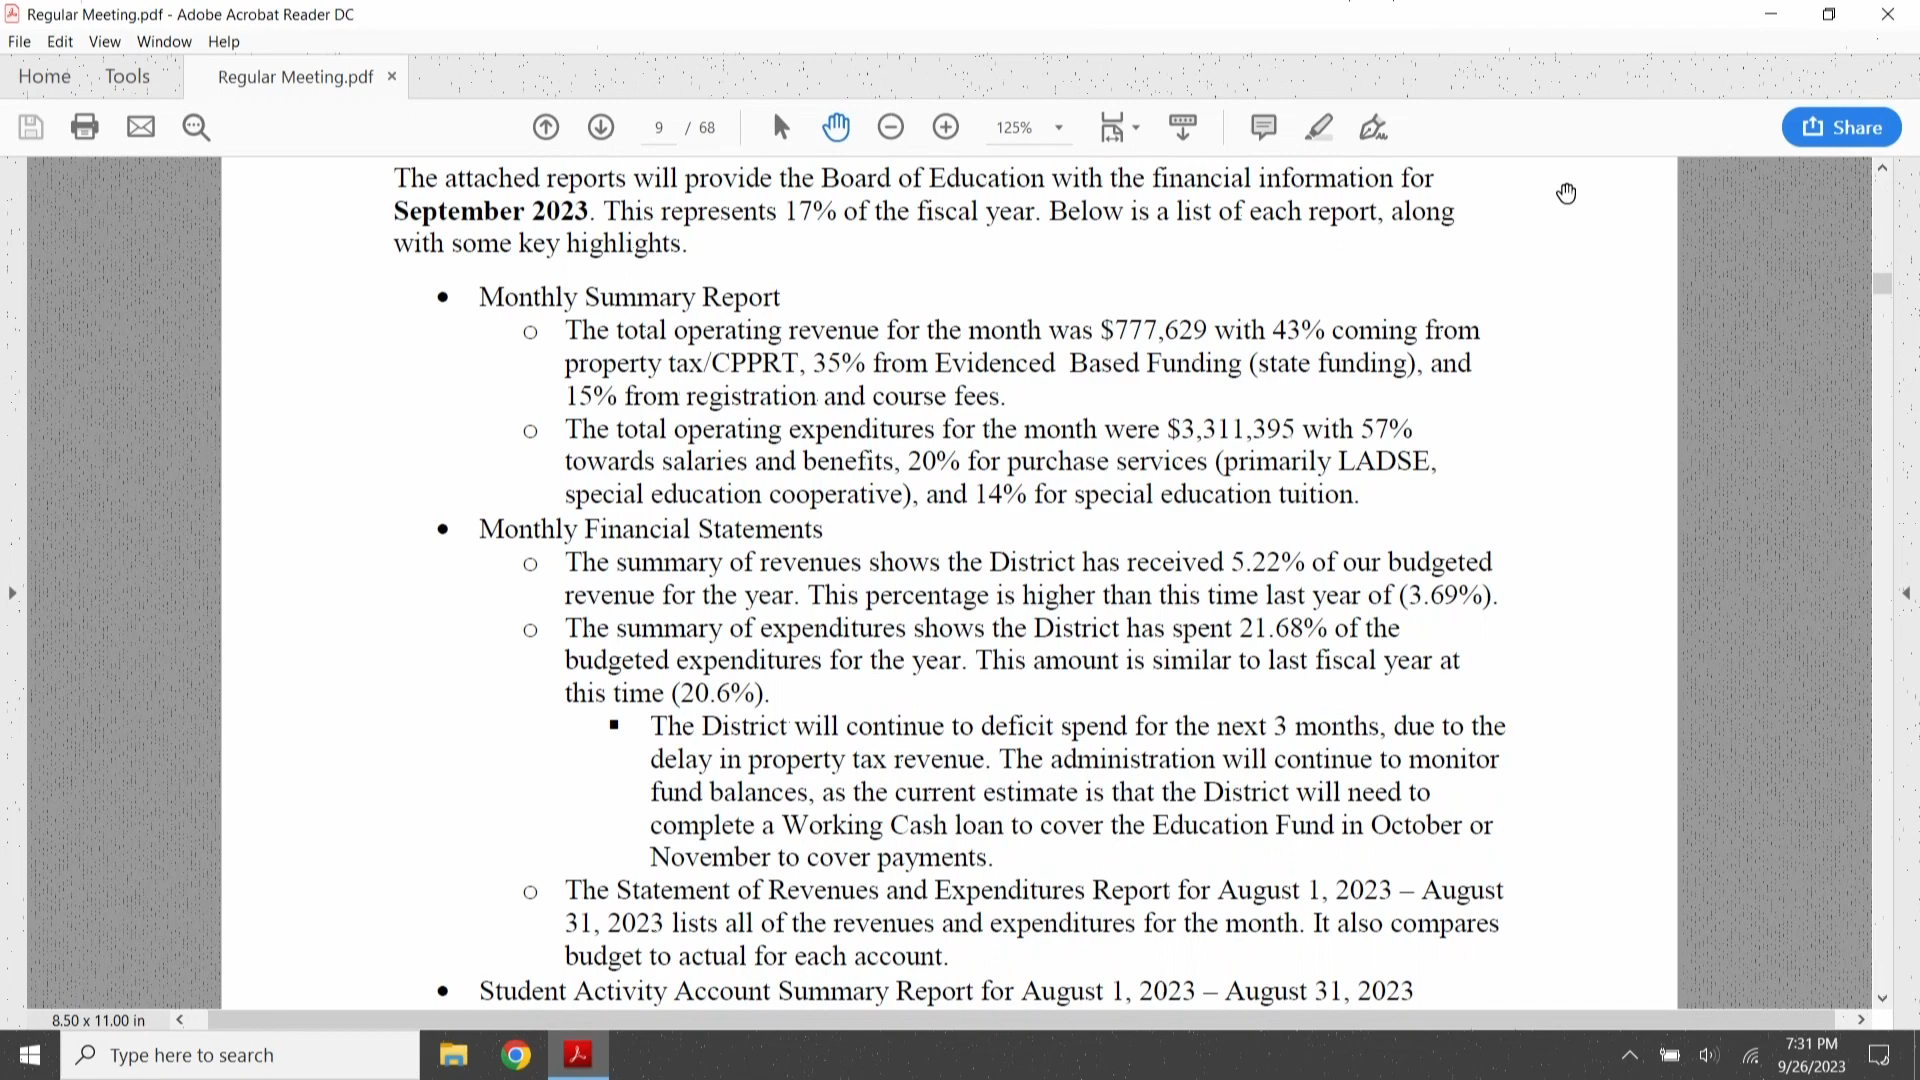 Regular Meeting.pdf - Adobe Acrobat Reader DC
File Edit View Window Help
Home Tools Regular Meeting.pdf ×
9 / 68 125% Share
The attached reports will provide the Board of Education with the financial information for
September 2023. This represents 17% of the fiscal year. Below is a list of each report, along
with some key highlights.
• Monthly Summary Report
o The total operating revenue for the month was $777,629 with 43% coming from
property tax/CPPRT, 35% from Evidenced Based Funding (state funding), and
15% from registration and course fees.
o The total operating expenditures for the month were $3,311,395 with 57%
towards salaries and benefits, 20% for purchase services (primarily LADSE,
special education cooperative), and 14% for special education tuition.
• Monthly Financial Statements
o The summary of revenues shows the District has received 5.22% of our budgeted
revenue for the year. This percentage is higher than this time last year of (3.69%).
o The summary of expenditures shows the District has spent 21.68% of the
budgeted expenditures for the year. This amount is similar to last fiscal year at
this time (20.6%).
▪ The District will continue to deficit spend for the next 3 months, due to the
delay in property tax revenue. The administration will continue to monitor
fund balances, as the current estimate is that the District will need to
complete a Working Cash loan to cover the Education Fund in October or
November to cover payments.
o The Statement of Revenues and Expenditures Report for August 1, 2023 – August
31, 2023 lists all of the revenues and expenditures for the month. It also compares
budget to actual for each account.
• Student Activity Account Summary Report for August 1, 2023 – August 31, 2023
8.50 x 11.00 in
Type here to search
7:31 PM
9/26/2023